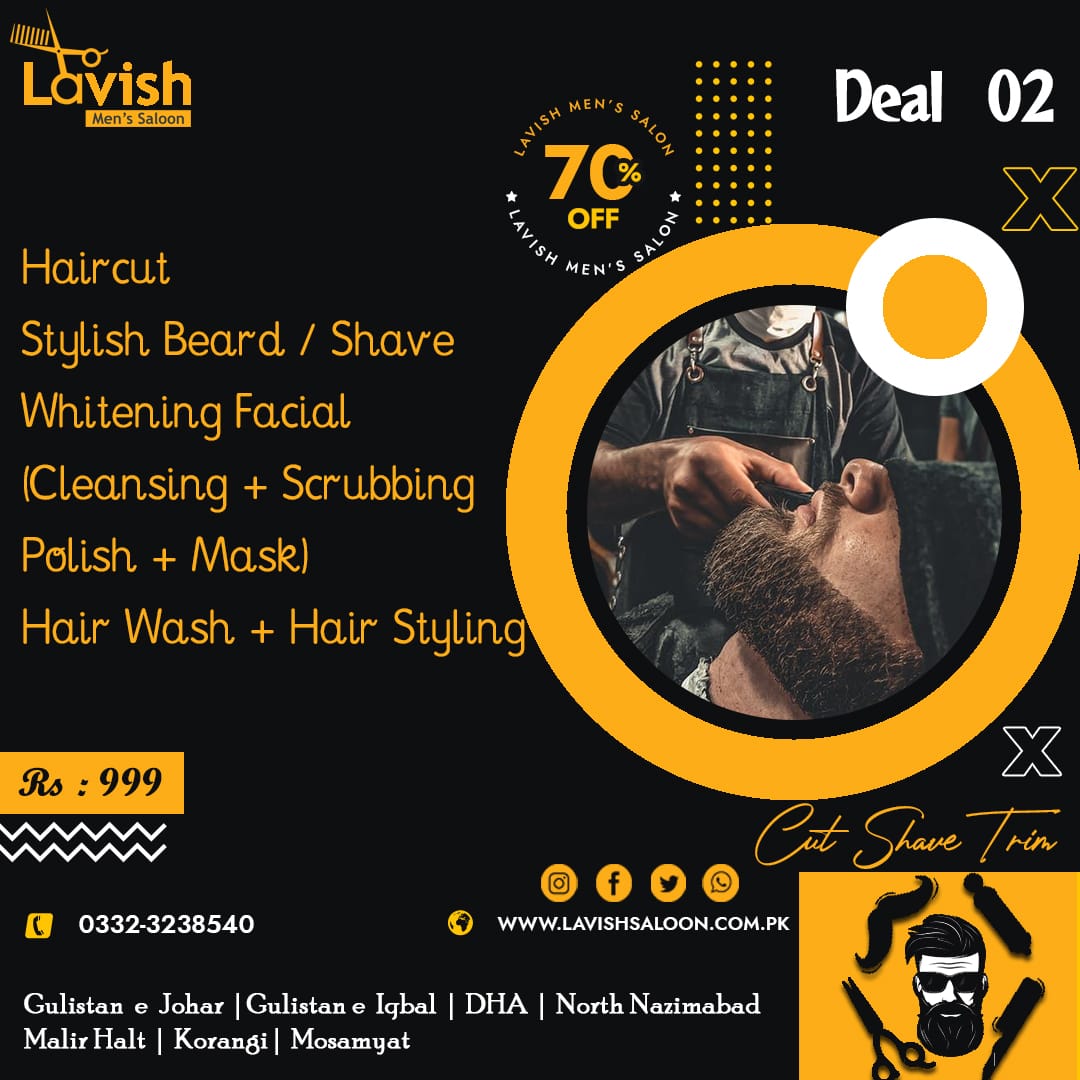 Lavish
Men's Saloon
Deal 02
LAVISH MEN'S SALON
70%
OFF
LAVISH MEN'S SALON
Haircut
Stylish Beard / Shave
Whitening Facial
(Cleansing + Scrubbing
Polish + Mask)
Hair Wash + Hair Styling
Rs : 999
Cut Shave Trim
0332-3238540
WWW.LAVISHSALOON.COM.PK
Gulistan e Johar | Gulistan e Iqbal | DHA | North Nazimabad
Malir Halt | Korangi | Mosamyat